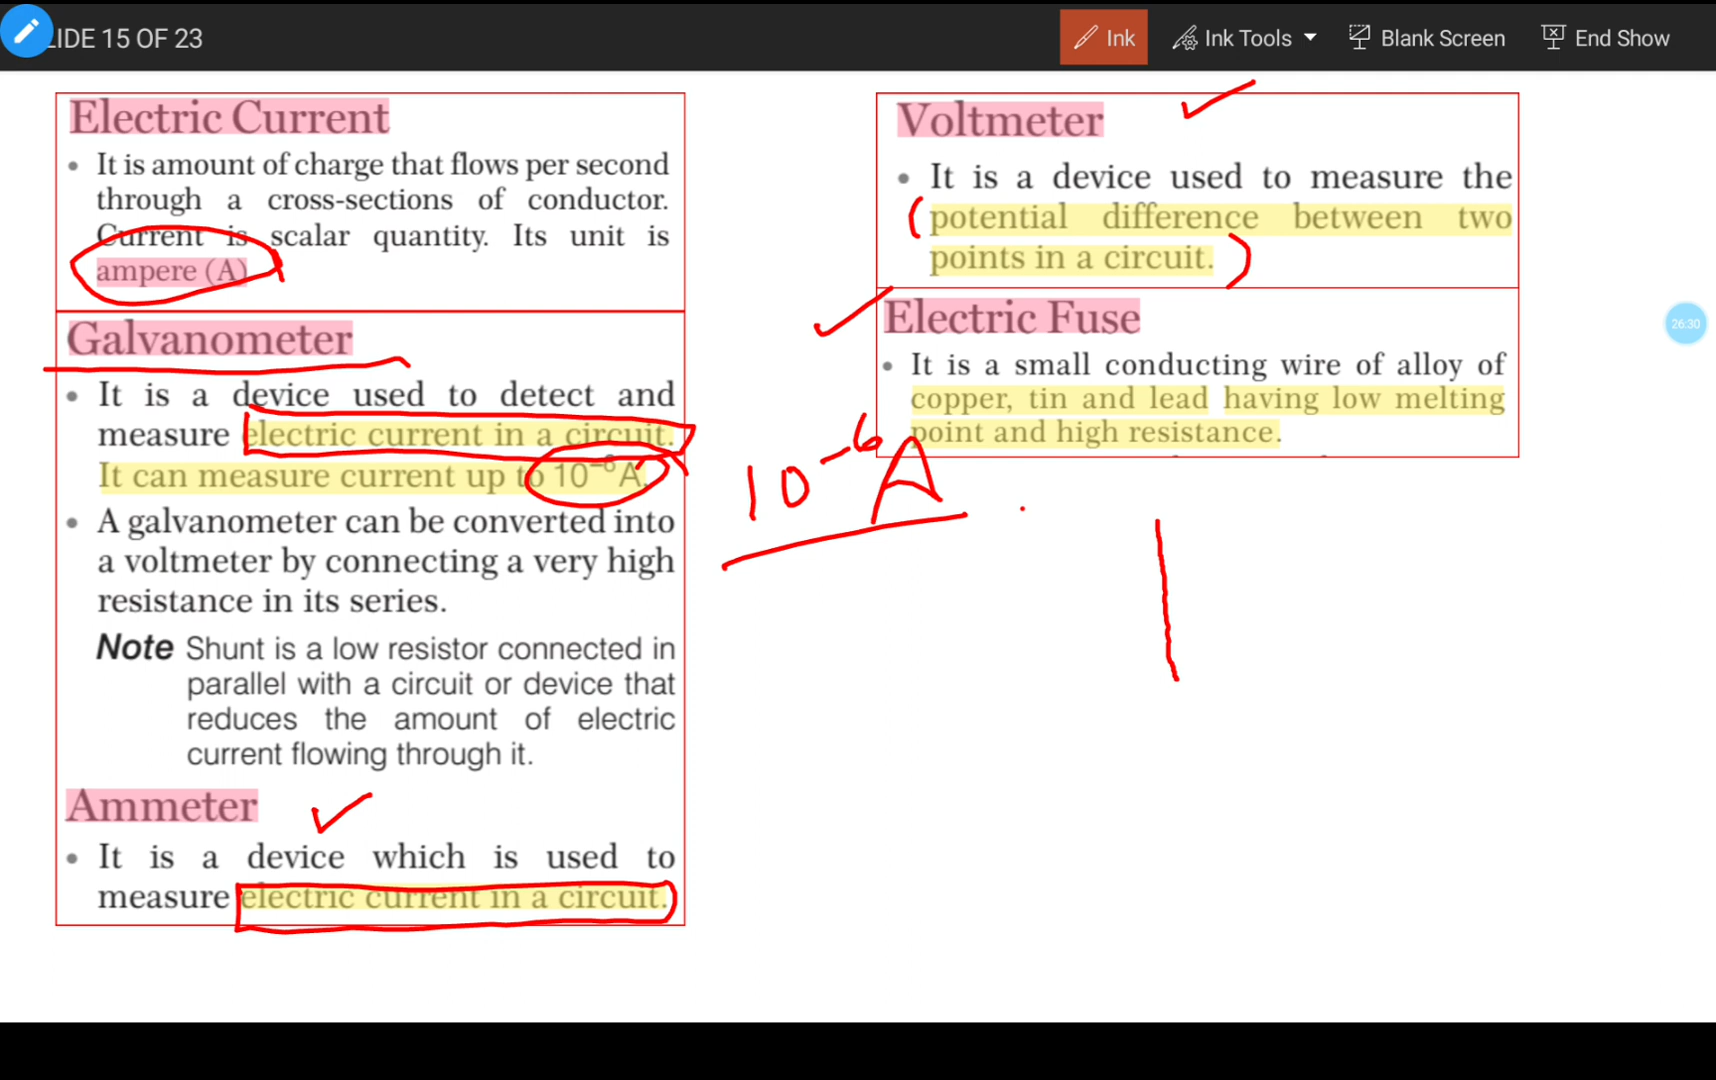 LIDE 15 OF 23
Ink
Ink Tools
Blank Screen
End Show
Electric Current
• It is amount of charge that flows per second
through a cross-sections of conductor.
Current is scalar quantity. Its unit is
ampere (A)
Galvanometer
• It is a device used to detect and
measure electric current in a circuit.
It can measure current up to 10⁻⁶ A.
• A galvanometer can be converted into
a voltmeter by connecting a very high
resistance in its series.
Note Shunt is a low resistor connected in
parallel with a circuit or device that
reduces the amount of electric
current flowing through it.
Ammeter
• It is a device which is used to
measure electric current in a circuit.
Voltmeter
• It is a device used to measure the
potential difference between two
points in a circuit.
Electric Fuse
• It is a small conducting wire of alloy of
copper, tin and lead having low melting
point and high resistance.
10⁻⁶A
26:30